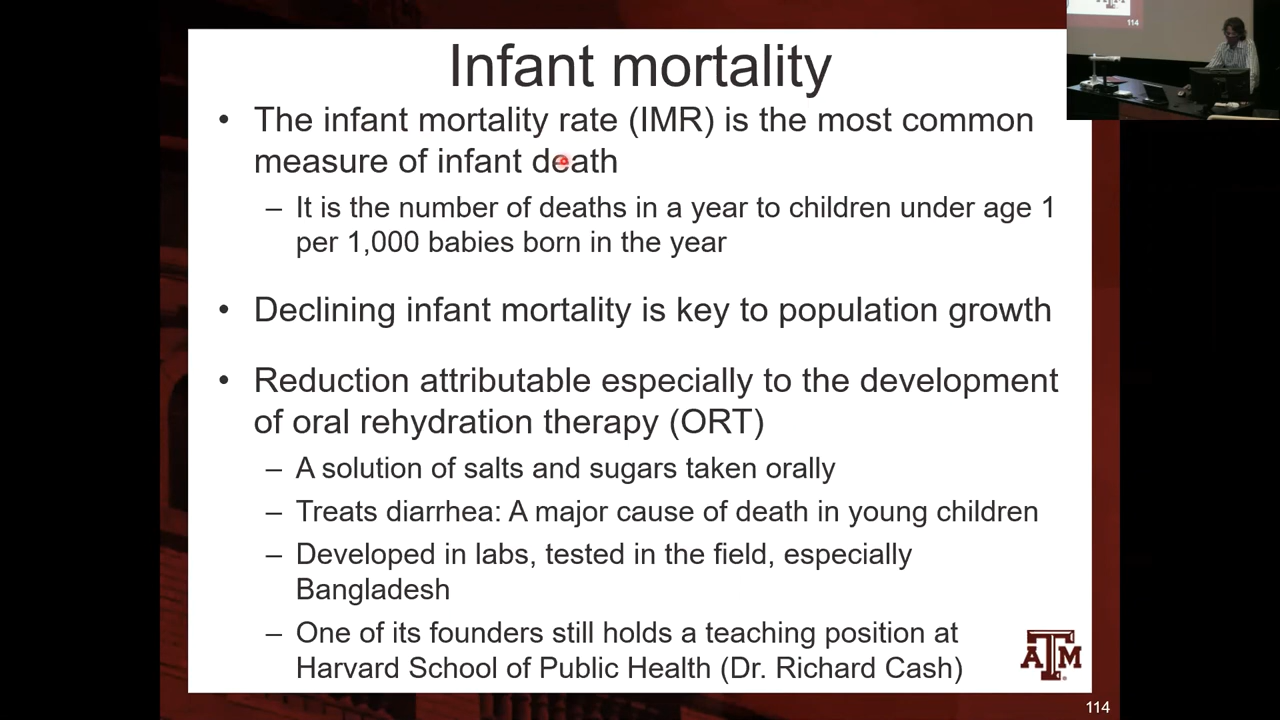 Infant mortality
• The infant mortality rate (IMR) is the most common
measure of infant death
– It is the number of deaths in a year to children under age 1
per 1,000 babies born in the year
• Declining infant mortality is key to population growth
• Reduction attributable especially to the development
of oral rehydration therapy (ORT)
– A solution of salts and sugars taken orally
– Treats diarrhea: A major cause of death in young children
– Developed in labs, tested in the field, especially
Bangladesh
– One of its founders still holds a teaching position at
Harvard School of Public Health (Dr. Richard Cash)
ATM
114
114